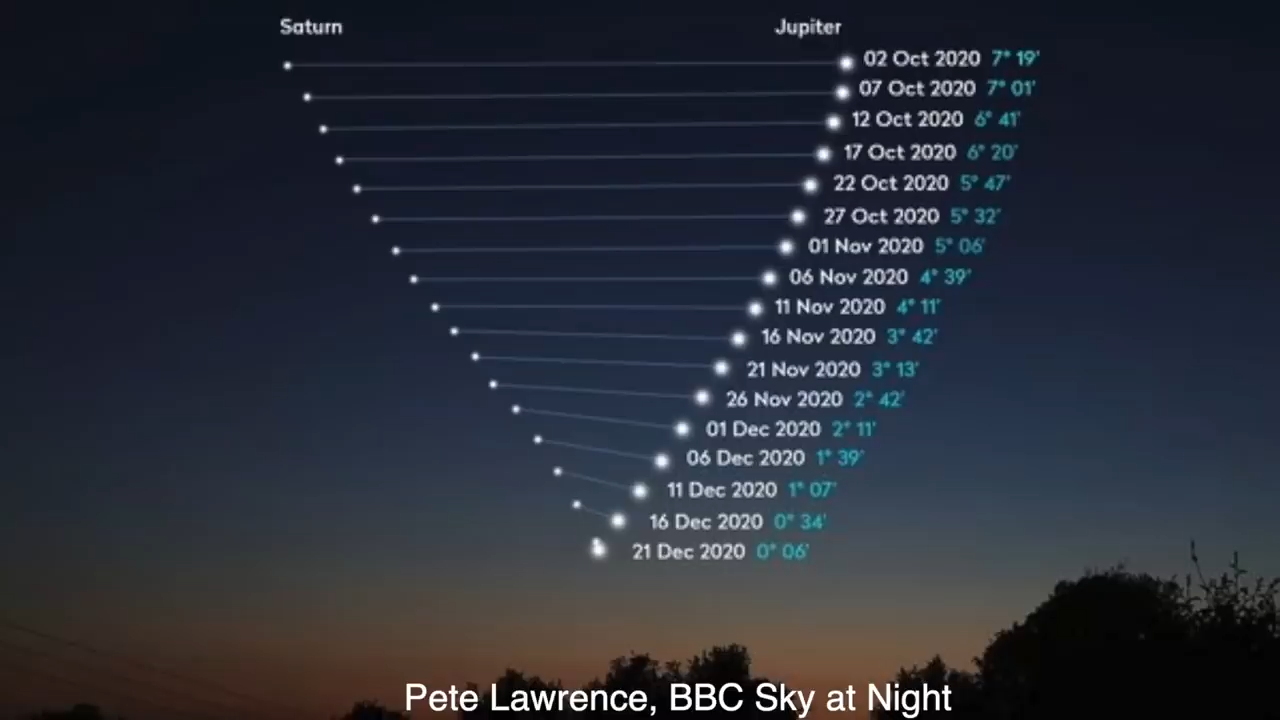 Saturn Jupiter
02 Oct 2020 7° 19'
07 Oct 2020 7° 01'
12 Oct 2020 6° 41'
17 Oct 2020 6° 20'
22 Oct 2020 5° 47'
27 Oct 2020 5° 32'
01 Nov 2020 5° 06'
06 Nov 2020 4° 39'
11 Nov 2020 4° 11'
16 Nov 2020 3° 42'
21 Nov 2020 3° 13'
26 Nov 2020 2° 42'
01 Dec 2020 2° 11'
06 Dec 2020 1° 39'
11 Dec 2020 1° 07'
16 Dec 2020 0° 34'
21 Dec 2020 0° 06'
Pete Lawrence, BBC Sky at Night